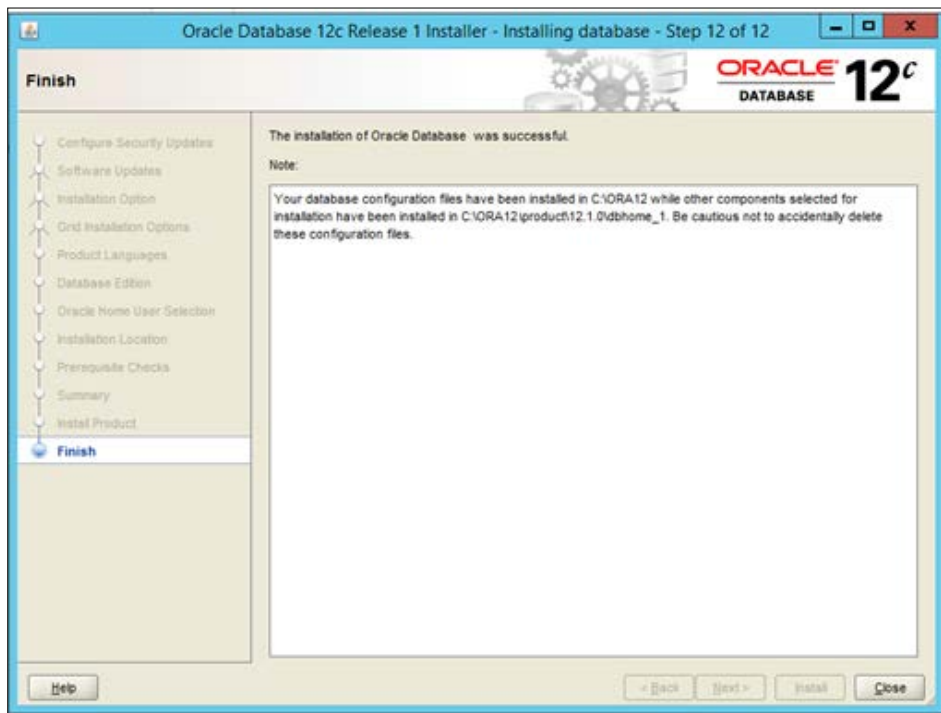 Oracle Database 12c Release 1 Installer - Installing database - Step 12 of 12
Finish
ORACLE
DATABASE
12c
Configure Security Updates
Software Updates
Installation Option
Grid Installation Options
Product Languages
Database Edition
Oracle Home User Selection
Installation Location
Prerequisite Checks
Summary
Install Product
Finish
The installation of Oracle Database was successful.
Note:
Your database configuration files have been installed in C:\ORA12 while other components selected for
installation have been installed in C:\ORA12\product\12.1.0\dbhome_1. Be cautious not to accidentally delete
these configuration files.
Help
< Back
Next >
Install
Close